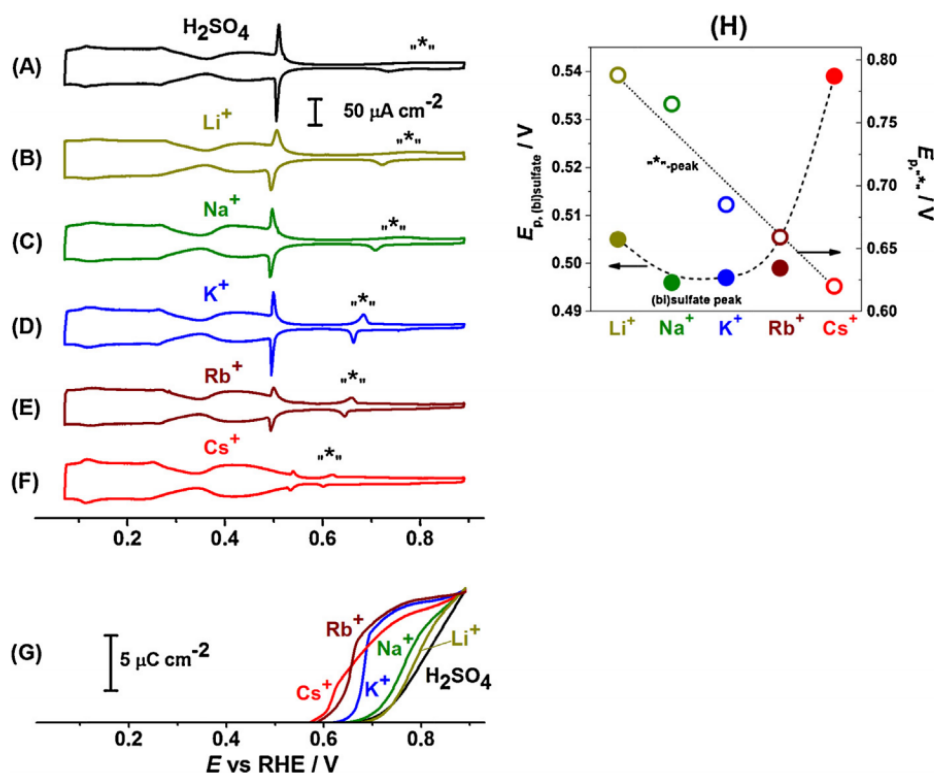 H₂SO₄
(A)
"*"
50 μA cm⁻²
Li⁺
(B)
"*"
Na⁺
(C)
"*"
K⁺
(D)
"*"
Rb⁺
(E)
"*"
Cs⁺
(F)
"*"
0.2 0.4 0.6 0.8
(G)
5 μC cm⁻²
Rb⁺
Na⁺
Li⁺
Cs⁺
K⁺
H₂SO₄
0.2 0.4 0.6 0.8
E vs RHE / V
(H)
Eₚ, (bi)sulfate / V
0.54
0.53
0.52
0.51
0.50
0.49
"*"-peak
(bi)sulfate peak
Li⁺ Na⁺ K⁺ Rb⁺ Cs⁺
0.80
0.75
0.70
0.65
0.60
Eₚ,"*" / V